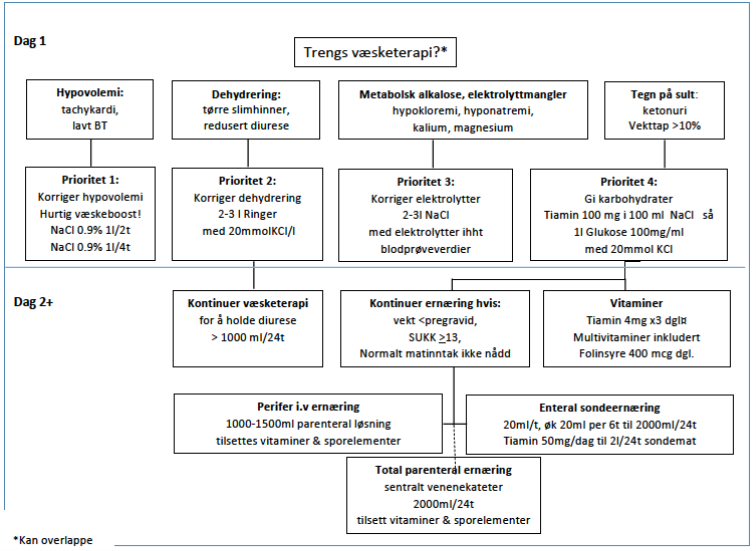 Dag 1
Trengs væsketerapi?*
Hypovolemi:
tachykardi,
lavt BT
Dehydrering:
tørre slimhinner,
redusert diurese
Metabolsk alkalose, elektrolyttmangler
hypokloremi, hyponatremi,
kalium, magnesium
Tegn på sult:
ketonuri
Vekttap >10%
Prioritet 1:
Korriger hypovolemi
Hurtig væskeboost!
NaCl 0.9% 1l/2t
NaCl 0.9% 1l/4t
Prioritet 2:
Korriger dehydrering
2-3 l Ringer
med 20mmolKCl/l
Prioritet 3:
Korriger elektrolytter
2-3l NaCl
med elektrolytter ihht
blodprøveverdier
Prioritet 4:
Gi karbohydrater
Tiamin 100 mg i 100 ml NaCl så
1l Glukose 100mg/ml
med 20mmol KCl
Dag 2+
Kontinuer væsketerapi
for å holde diurese
> 1000 ml/24t
Kontinuer ernæring hvis:
vekt <pregravid,
SUKK ≥13,
Normalt matinntak ikke nådd
Vitaminer
Tiamin 4mg x3 dgl¤
Multivitaminer inkludert
Folinsyre 400 mcg dgl.
Perifer i.v ernæring
1000-1500ml parenteral løsning
tilsettes vitaminer & sporelementer
Enteral sondeernæring
20ml/t, øk 20ml per 6t til 2000ml/24t
Tiamin 50mg/dag til 2l/24t sondemat
Total parenteral ernæring
sentralt venenekateter
2000ml/24t
tilsett vitaminer & sporelementer
*Kan overlappe